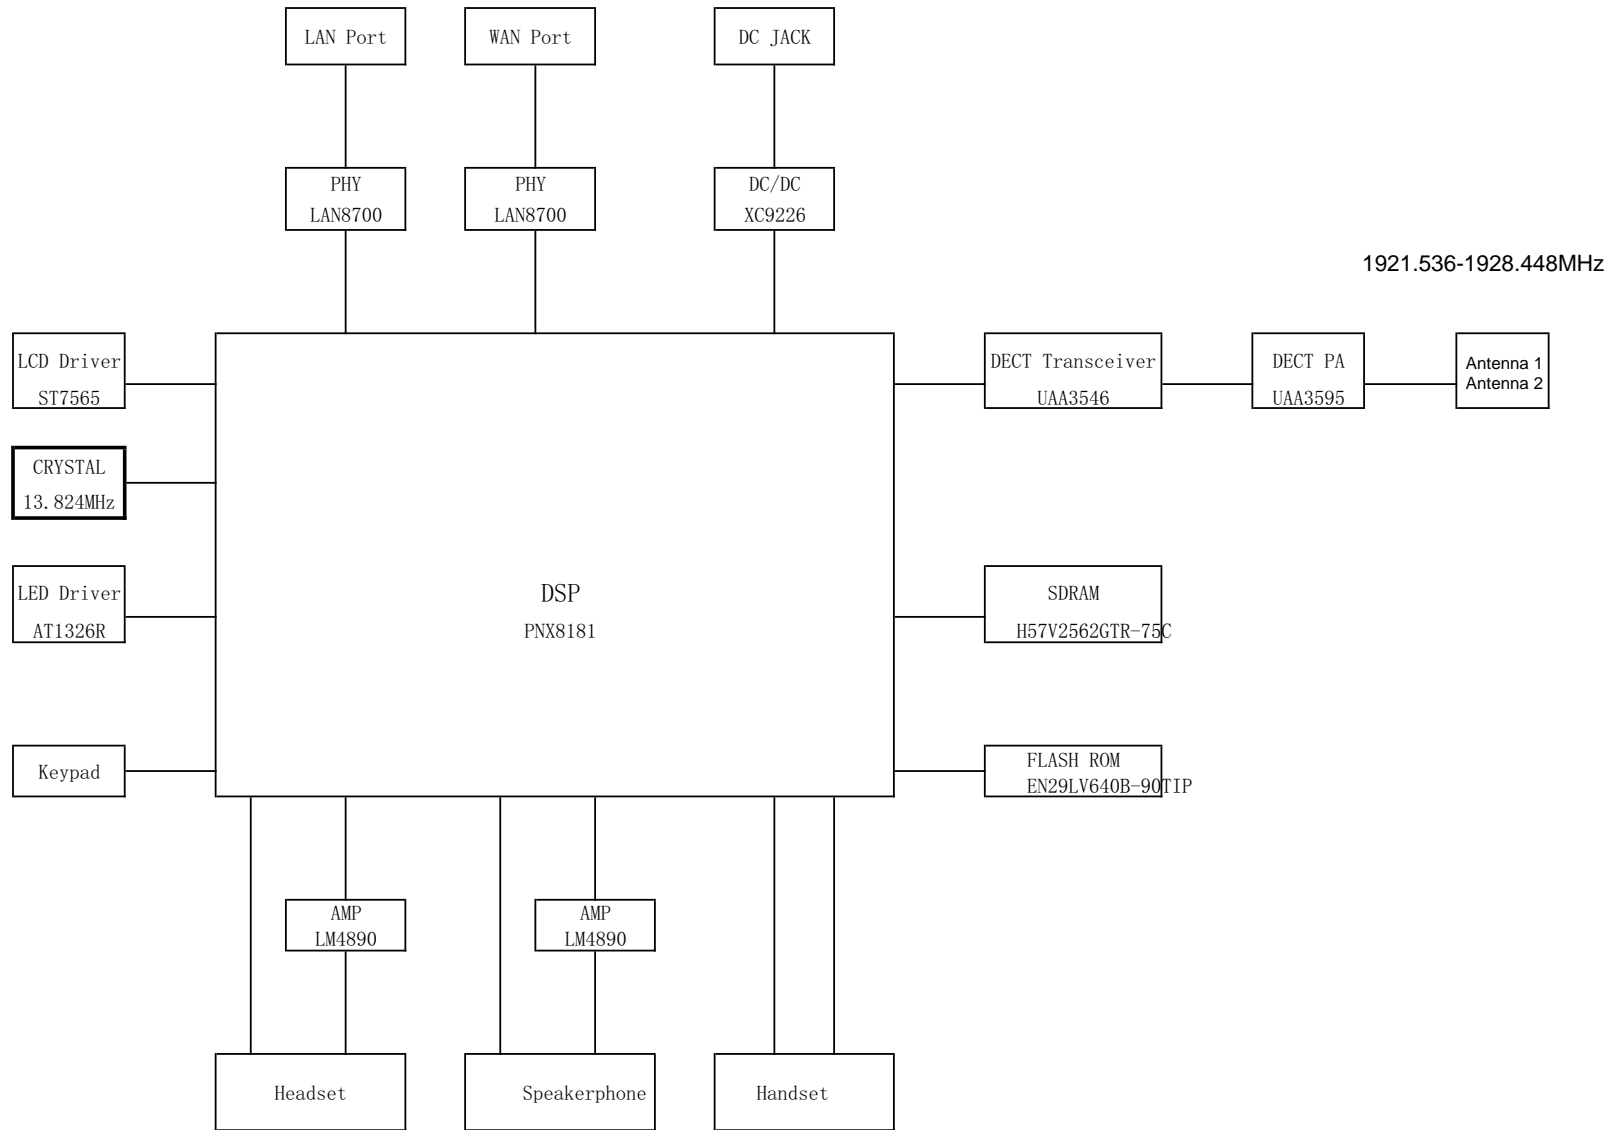 LAN Port
WAN Port
DC JACK
PHY
LAN8700
PHY
LAN8700
DC/DC
XC9226
1921.536-1928.448MHz
LCD Driver
ST7565
DECT Transceiver
UAA3546
DECT PA
UAA3595
Antenna 1
Antenna 2
CRYSTAL
13.824MHz
LED Driver
AT1326R
DSP
PNX8181
SDRAM
H57V2562GTR-75C
Keypad
FLASH ROM
EN29LV640B-90TIP
AMP
LM4890
AMP
LM4890
Headset
Speakerphone
Handset